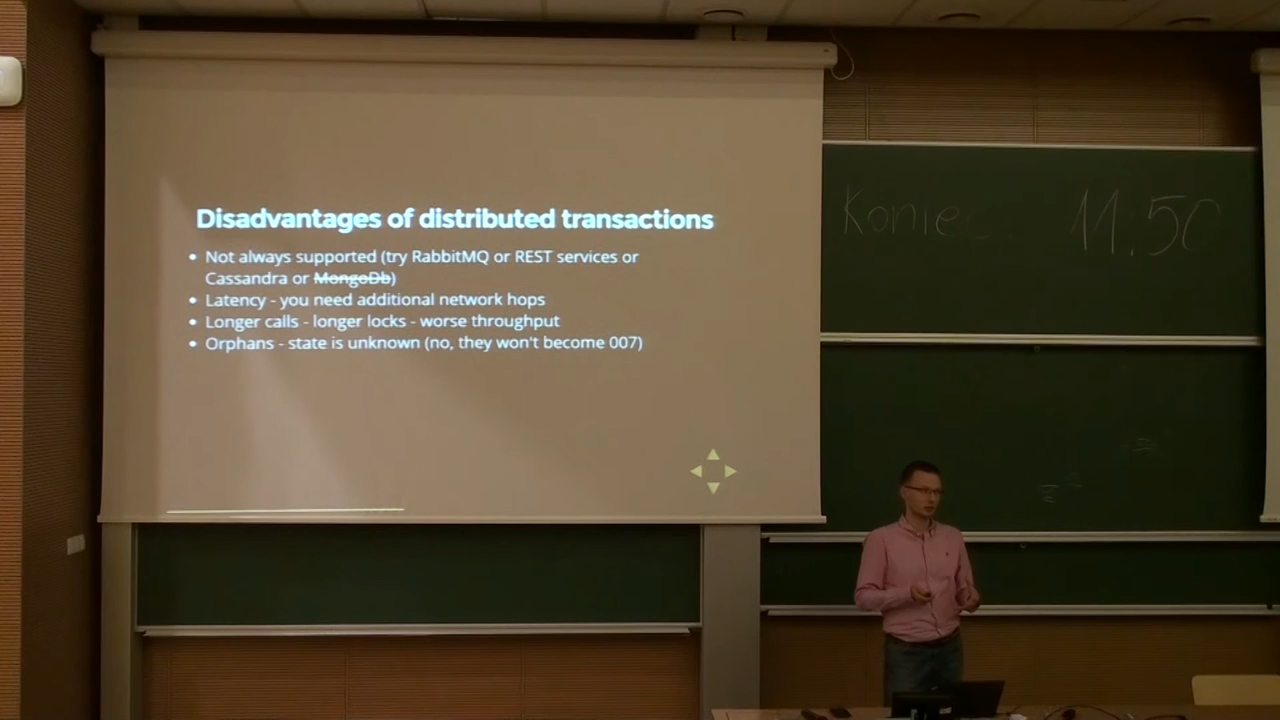 Disadvantages of distributed transactions
• Not always supported (try RabbitMQ or REST services or
Cassandra or MongoDb)
• Latency - you need additional network hops
• Longer calls - longer locks - worse throughput
• Orphans - state is unknown (no, they won't become 007)
Koniec 11.50